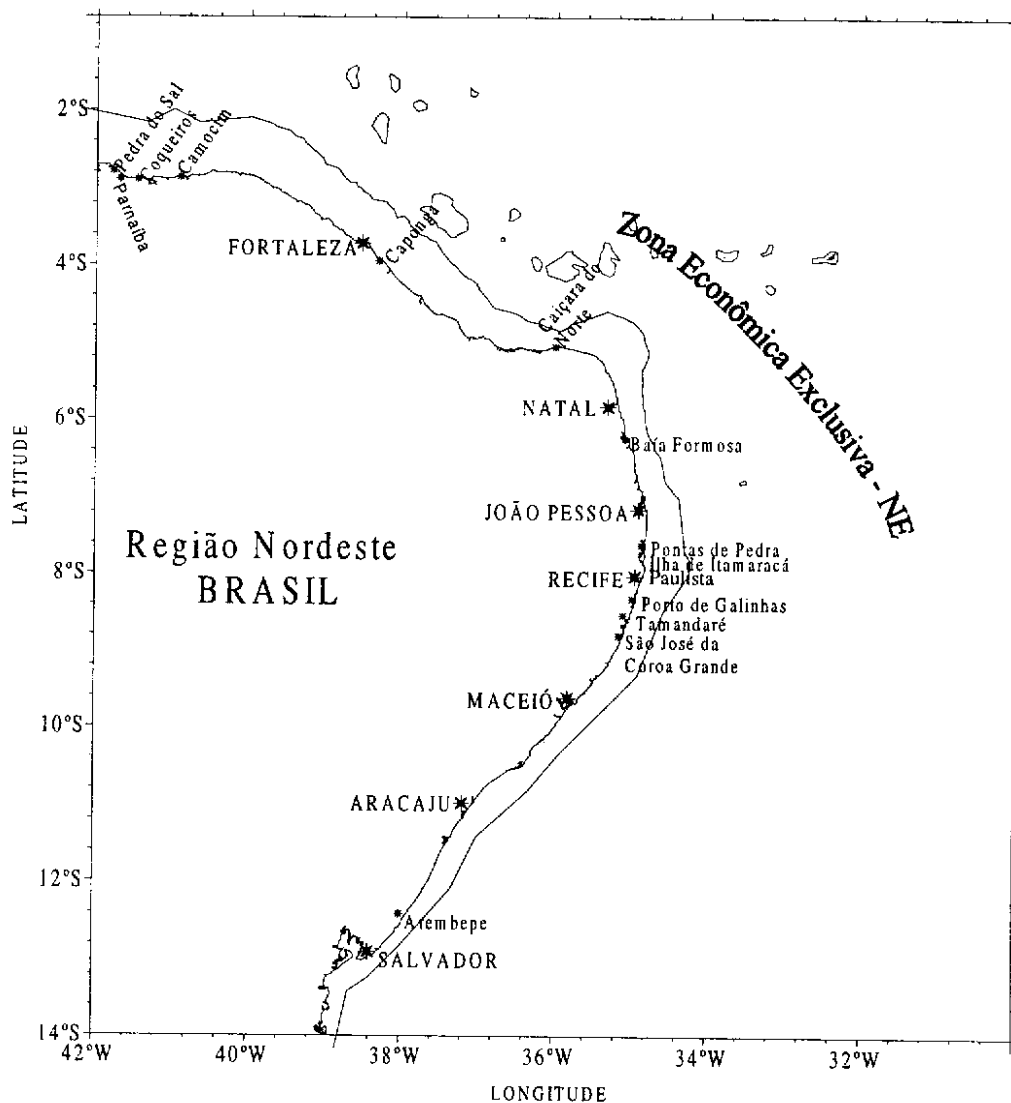 2°S
Pedra do Sal
Coqueiros
Camocim
Parnaíba
FORTALEZA
Caponga
4°S
Caiçara do
Norte
Zona Econômica Exclusiva - NE
NATAL
6°S
Baía Formosa
LATITUDE
JOÃO PESSOA
Região Nordeste
BRASIL
Pontas de Pedra
Ilha de Itamaracá
8°S
RECIFE
Paulista
Porto de Galinhas
Tamandaré
São José da
Coroa Grande
MACEIÓ
10°S
ARACAJU
12°S
Arembepe
SALVADOR
14°S
42°W
40°W
38°W
36°W
34°W
32°W
LONGITUDE